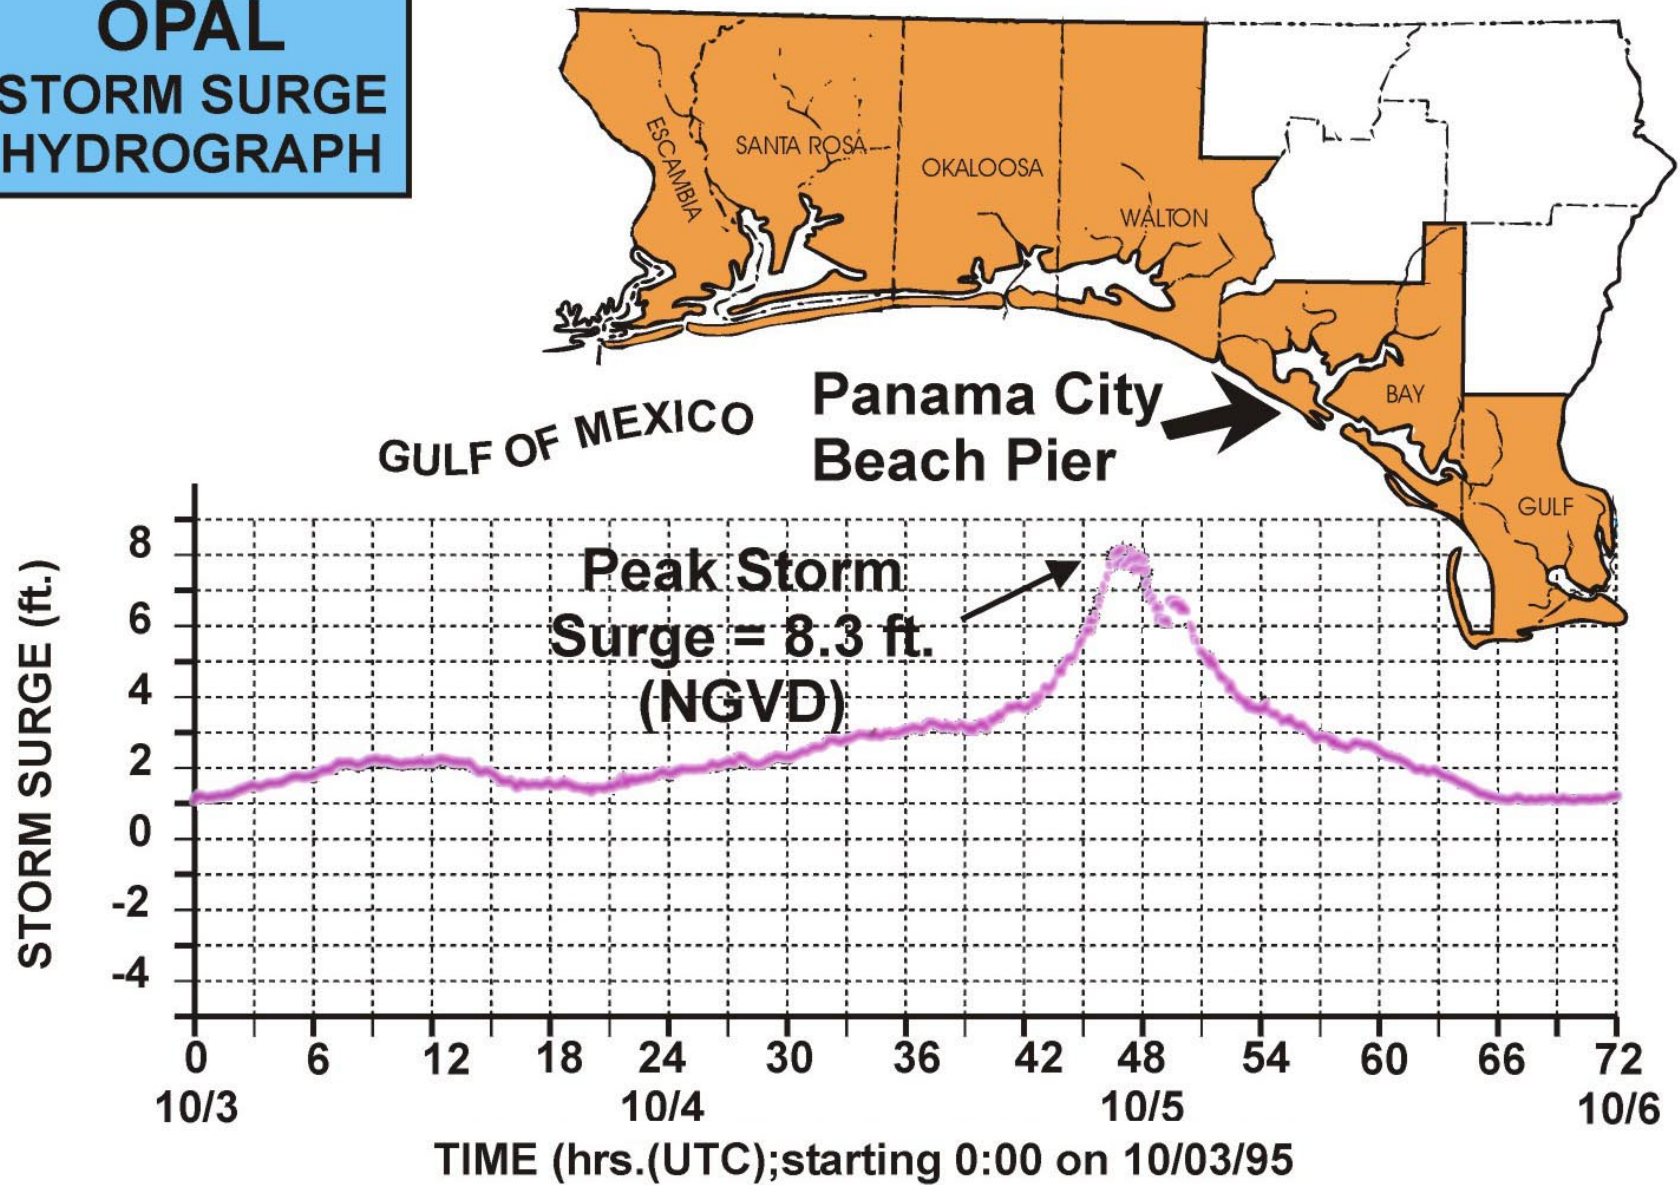 OPAL
STORM SURGE
HYDROGRAPH
ESCAMBIA
SANTA ROSA
OKALOOSA
WALTON
BAY
GULF
GULF OF MEXICO
Panama City
Beach Pier
Peak Storm
Surge = 8.3 ft.
(NGVD)
STORM SURGE (ft.)
8
6
4
2
0
-2
-4
0 6 12 18 24 30 36 42 48 54 60 66 72
10/3 10/4 10/5 10/6
TIME (hrs.(UTC);starting 0:00 on 10/03/95